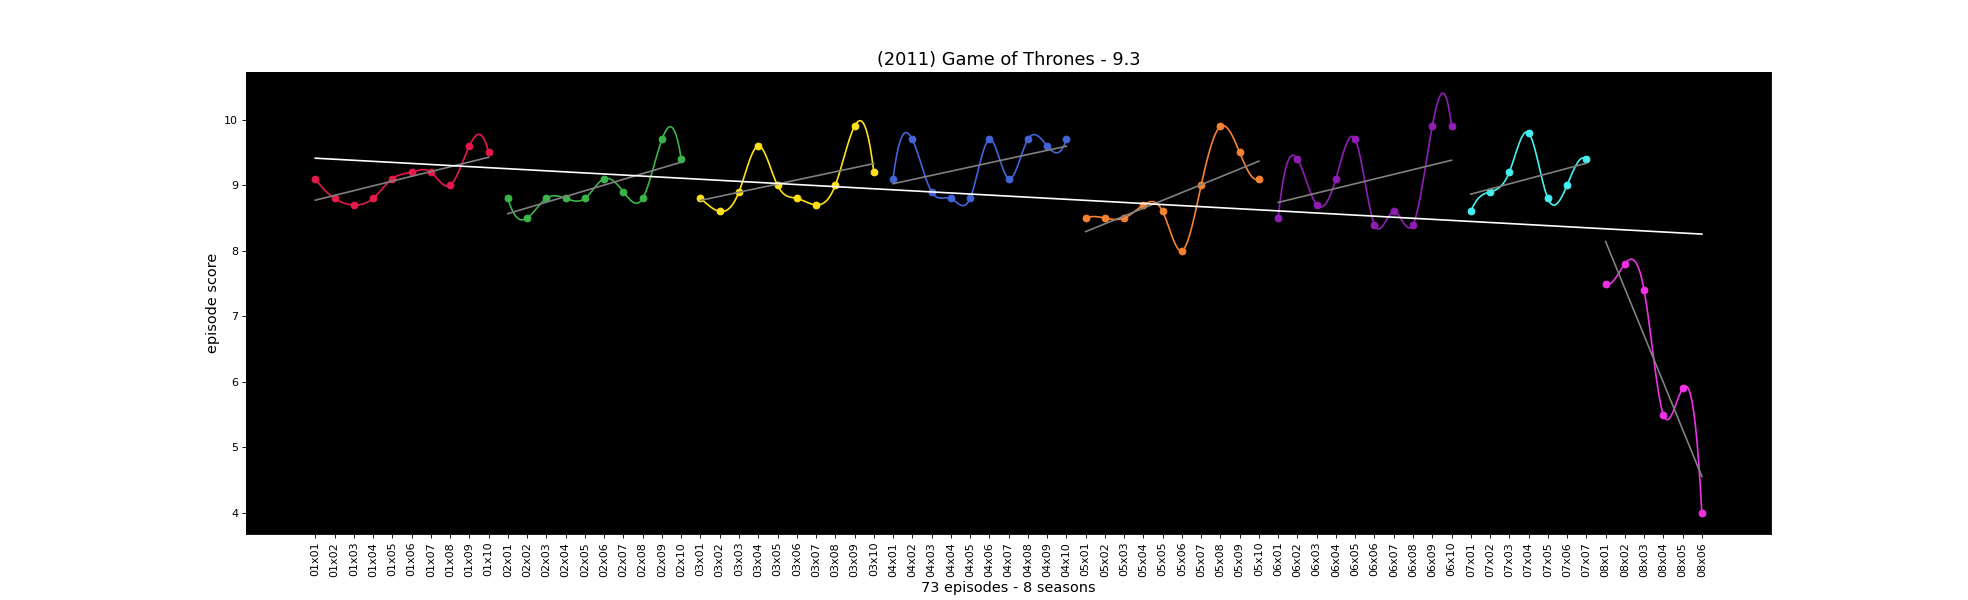 (2011) Game of Thrones - 9.3
episode score
10
9
8
7
6
5
4
01x01
01x02
01x03
01x04
01x05
01x06
01x07
01x08
01x09
01x10
02x01
02x02
02x03
02x04
02x05
02x06
02x07
02x08
02x09
02x10
03x01
03x02
03x03
03x04
03x05
03x06
03x07
03x08
03x09
03x10
04x01
04x02
04x03
04x04
04x05
04x06
04x07
04x08
04x09
04x10
05x01
05x02
05x03
05x04
05x05
05x06
05x07
05x08
05x09
05x10
06x01
06x02
06x03
06x04
06x05
06x06
06x07
06x08
06x09
06x10
07x01
07x02
07x03
07x04
07x05
07x06
07x07
08x01
08x02
08x03
08x04
08x05
08x06
73 episodes - 8 seasons